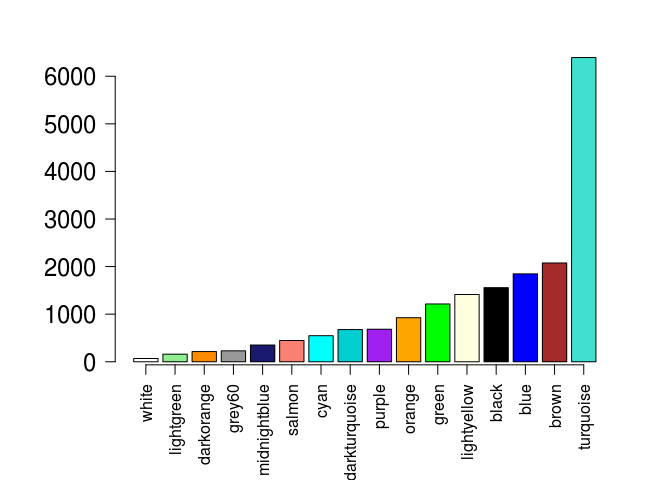 6000
5000
4000
3000
2000
1000
0
white
lightgreen
darkorange
grey60
midnightblue
salmon
cyan
darkturquoise
purple
orange
green
lightyellow
black
blue
brown
turquoise